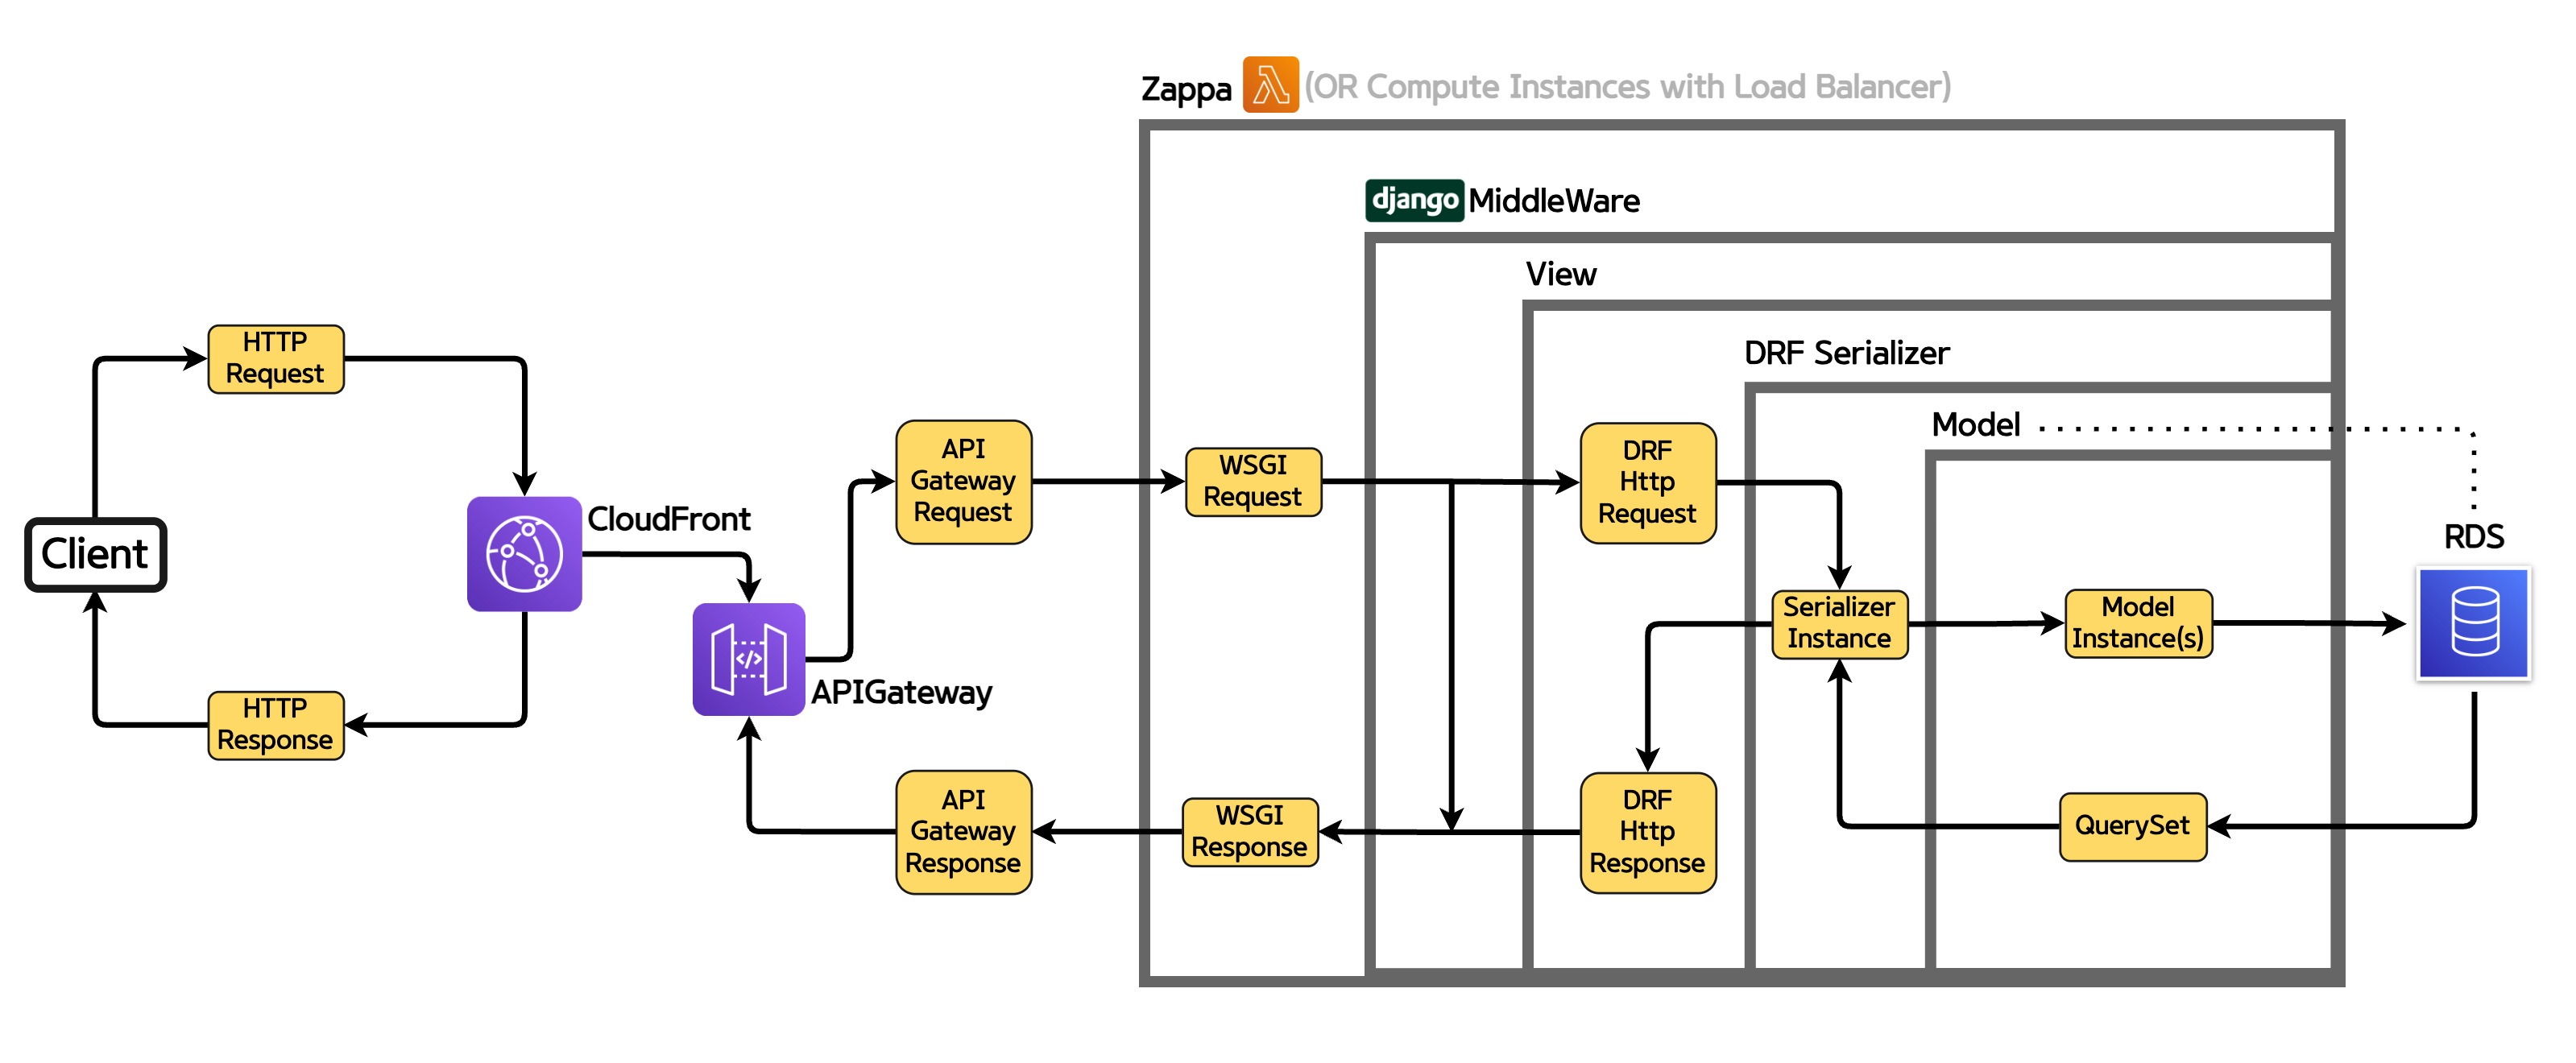 Zappa (OR Compute Instances with Load Balancer)
django MiddleWare
View
DRF Serializer
Model
HTTP
Request
Client
HTTP
Response
CloudFront
APIGateway
API
Gateway
Request
API
Gateway
Response
WSGI
Request
WSGI
Response
DRF
Http
Request
DRF
Http
Response
Serializer
Instance
Model
Instance(s)
QuerySet
RDS